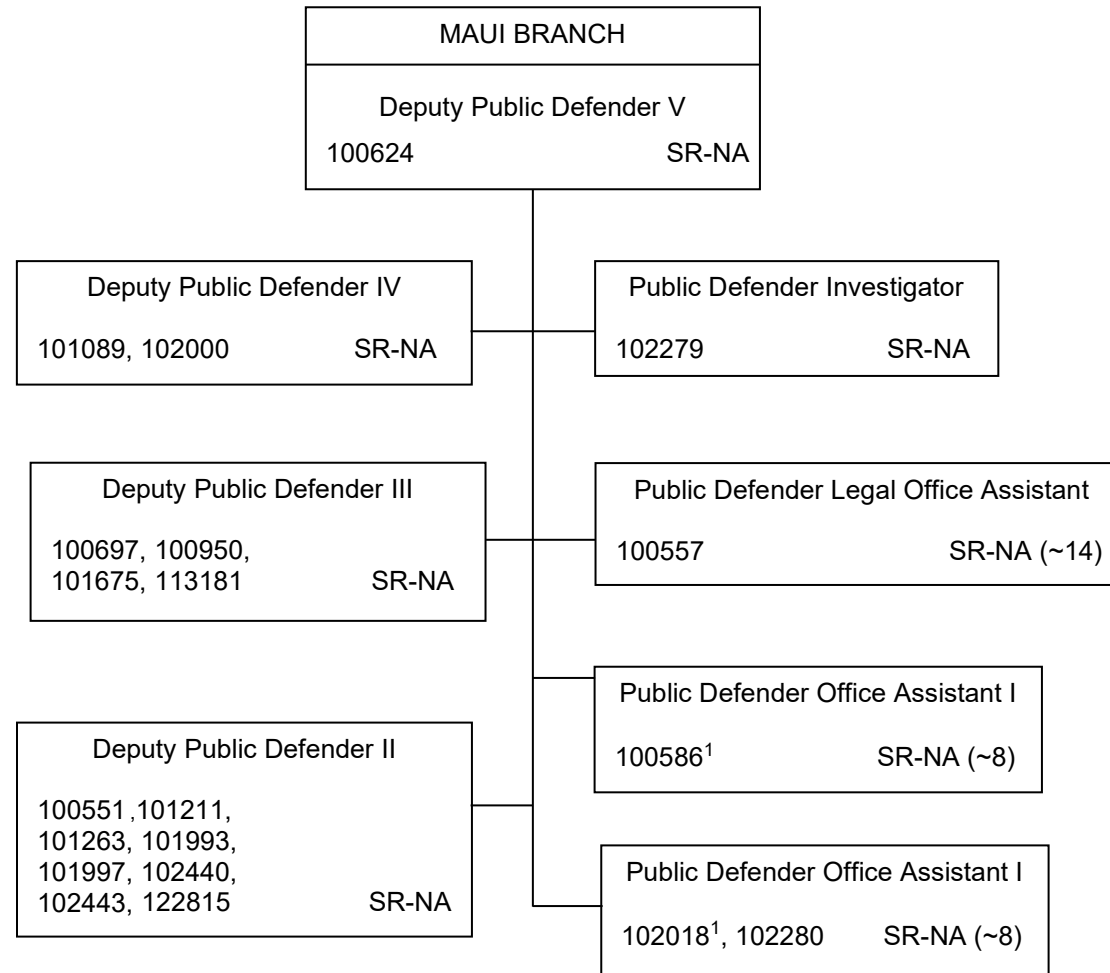 MAUI BRANCH
Deputy Public Defender V
100624 SR-NA
Deputy Public Defender IV
101089, 102000 SR-NA
Public Defender Investigator
102279 SR-NA
Deputy Public Defender III
100697, 100950,
101675, 113181 SR-NA
Public Defender Legal Office Assistant
100557 SR-NA (~14)
Public Defender Office Assistant I
100586¹ SR-NA (~8)
Deputy Public Defender II
100551 ,101211,
101263, 101993,
101997, 102440,
102443, 122815 SR-NA
Public Defender Office Assistant I
102018¹, 102280 SR-NA (~8)